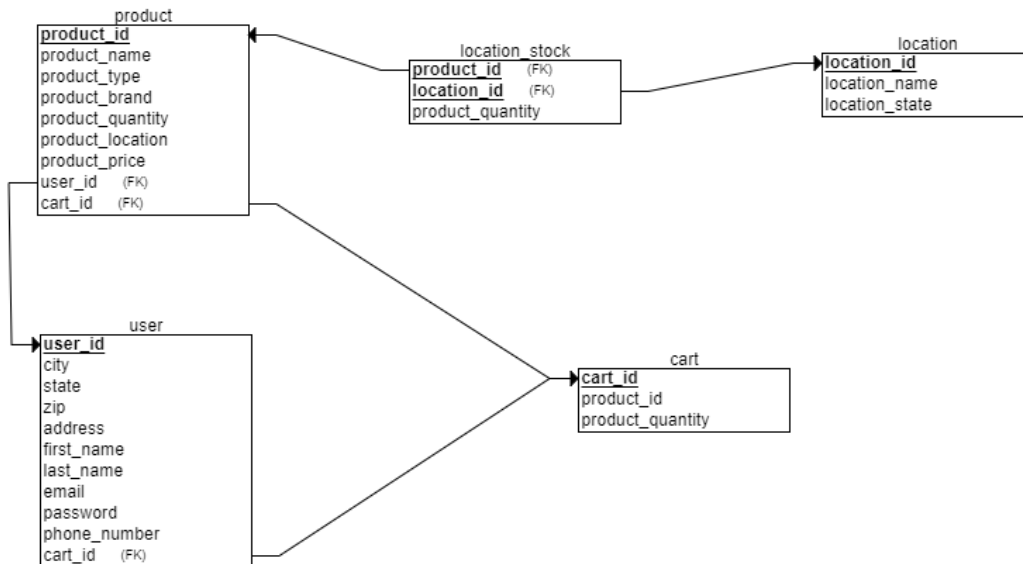 product
product_id
product_name
product_type
product_brand
product_quantity
product_location
product_price
user_id (FK)
cart_id (FK)
location_stock
product_id (FK)
location_id (FK)
product_quantity
location
location_id
location_name
location_state
user
user_id
city
state
zip
address
first_name
last_name
email
password
phone_number
cart_id (FK)
cart
cart_id
product_id
product_quantity